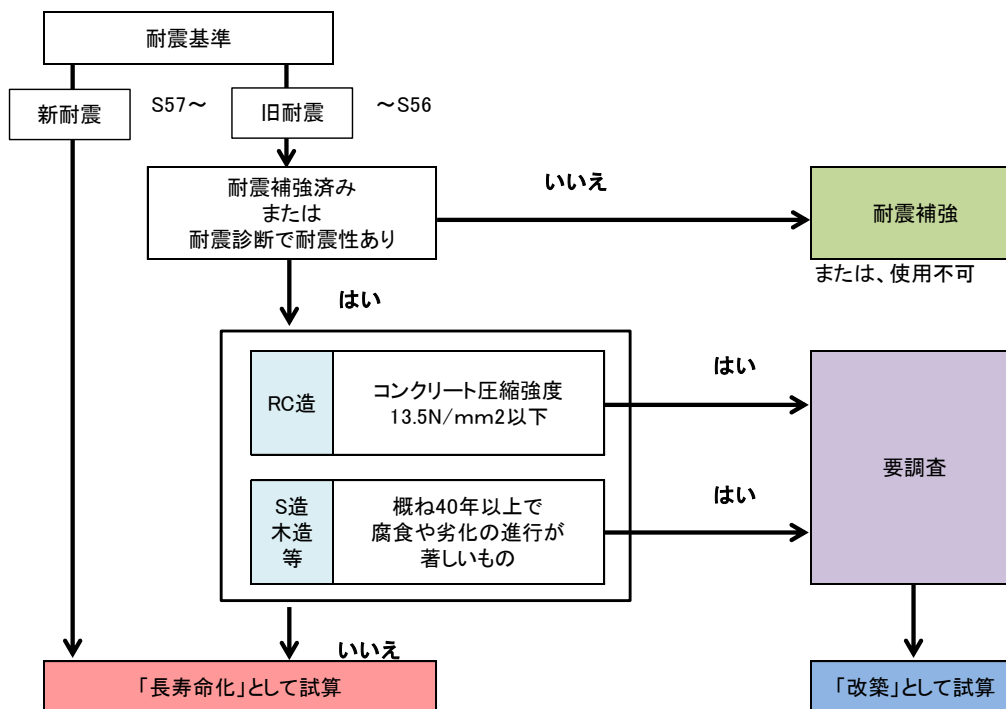 耐震基準
新耐震
S57～
旧耐震
～S56
耐震補強済み
または
耐震診断で耐震性あり
いいえ
耐震補強
または、使用不可
はい
RC造
コンクリート圧縮強度
13.5N/mm2以下
はい
要調査
S造
木造
等
概ね40年以上で
腐食や劣化の進行が
著しいもの
はい
いいえ
「長寿命化」として試算
「改築」として試算